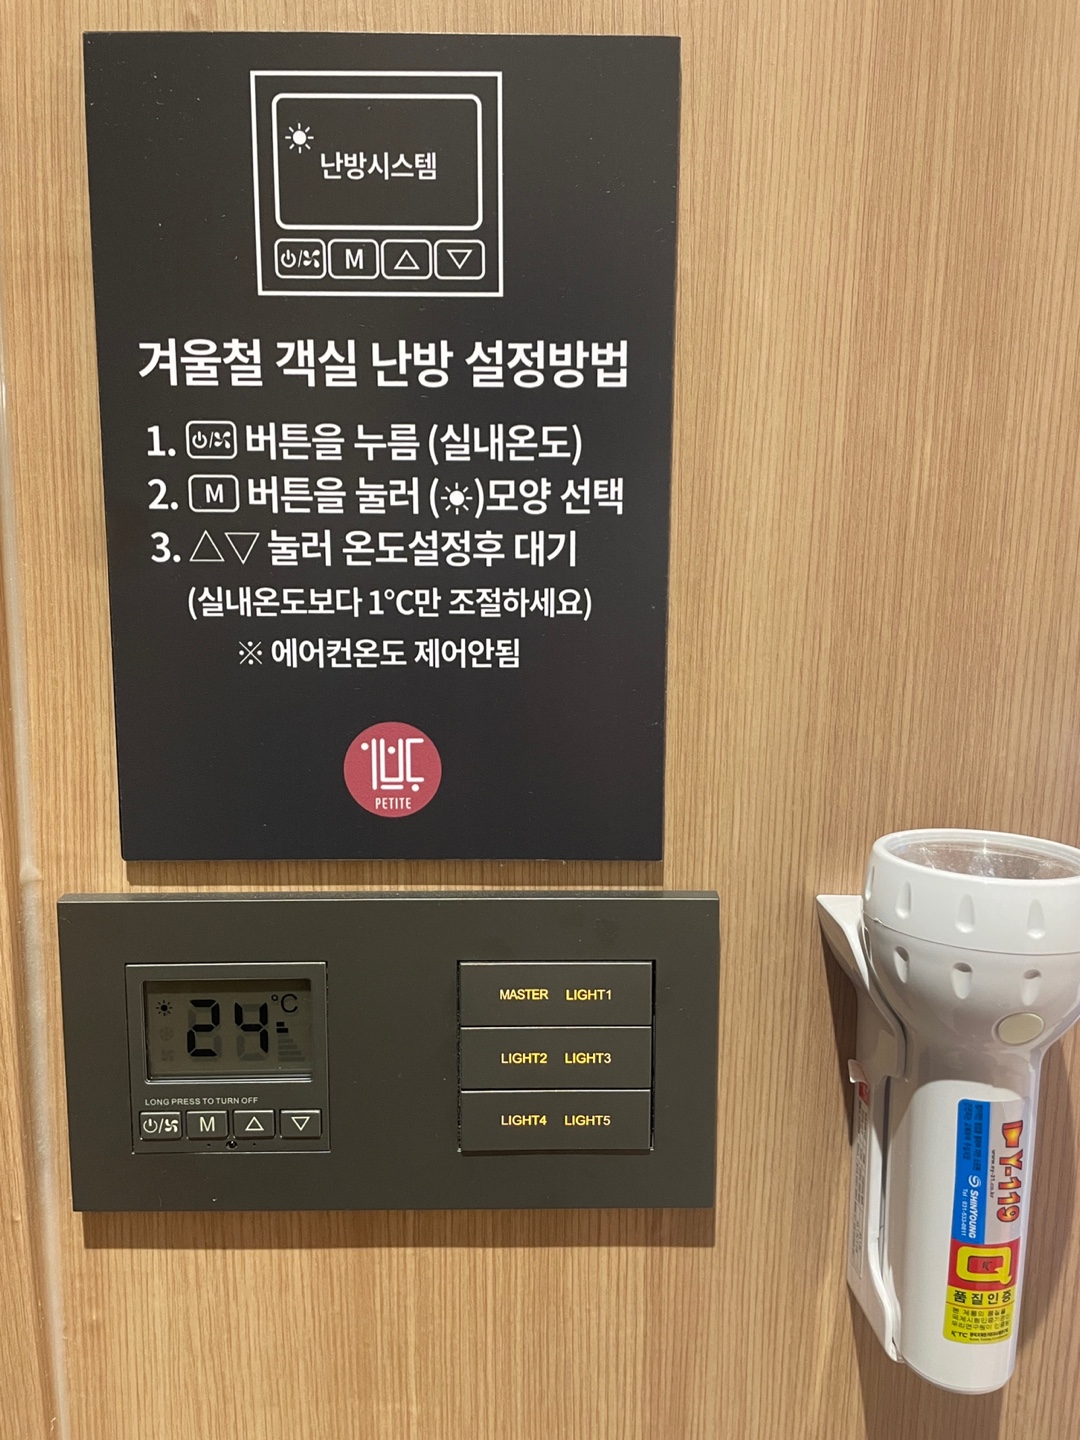 난방시스템
M
겨울철 객실 난방 설정방법
1. 버튼을 누름 (실내온도)
2. M 버튼을 눌러 (☀)모양 선택
3. △▽ 눌러 온도설정후 대기
(실내온도보다 1°C만 조절하세요)
※ 에어컨온도 제어안됨
PETITE
24°C
LONG PRESS TO TURN OFF
M
MASTER LIGHT1
LIGHT2 LIGHT3
LIGHT4 LIGHT5
Y-119
SHINYOUNG
Q
품질인증
KTC